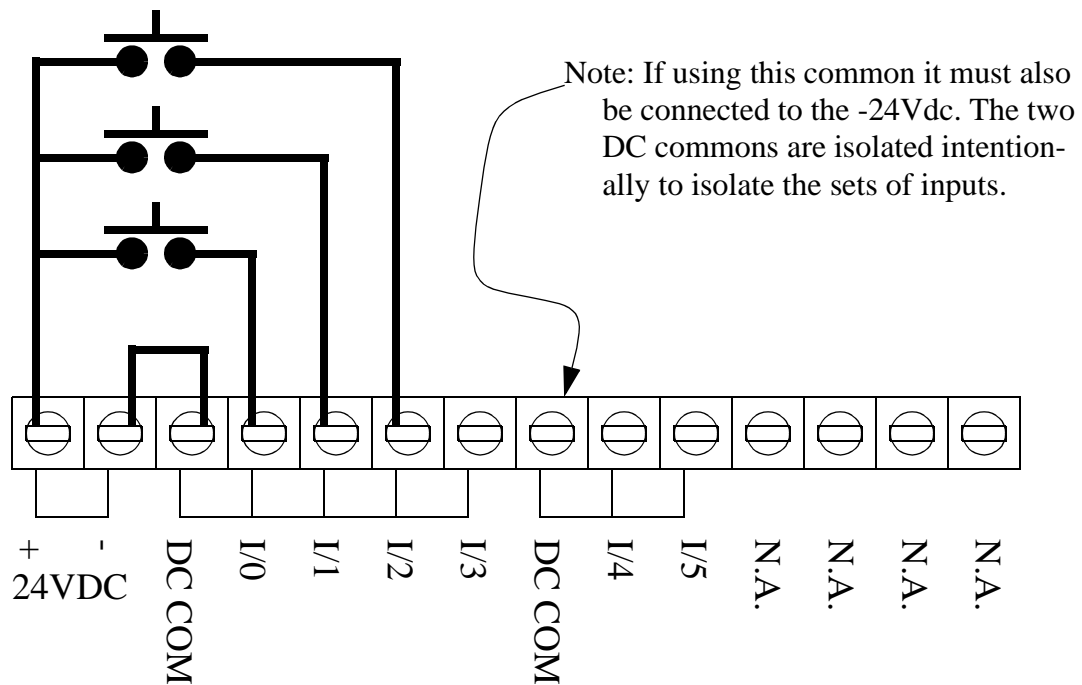 Note: If using this common it must also
be connected to the -24Vdc. The two
DC commons are isolated intention-
ally to isolate the sets of inputs.
+
-
24VDC
DC COM
I/0
I/1
I/2
I/3
DC COM
I/4
I/5
N.A.
N.A.
N.A.
N.A.